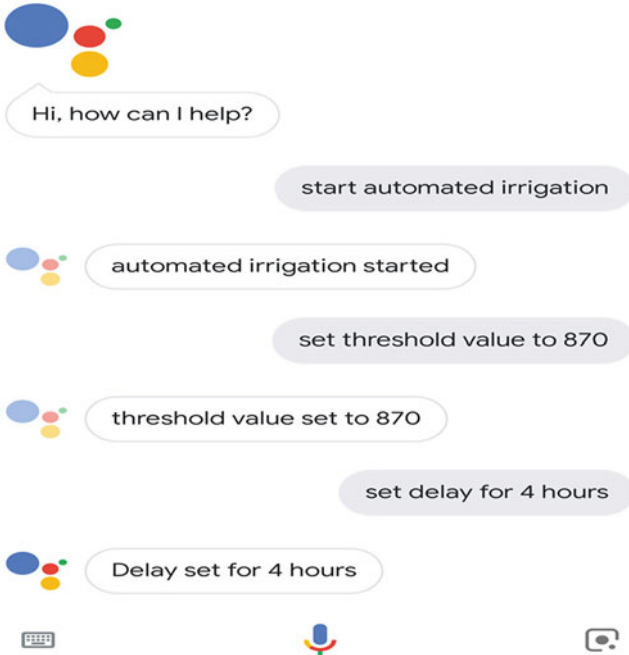 Hi, how can I help?
start automated irrigation
automated irrigation started
set threshold value to 870
threshold value set to 870
set delay for 4 hours
Delay set for 4 hours